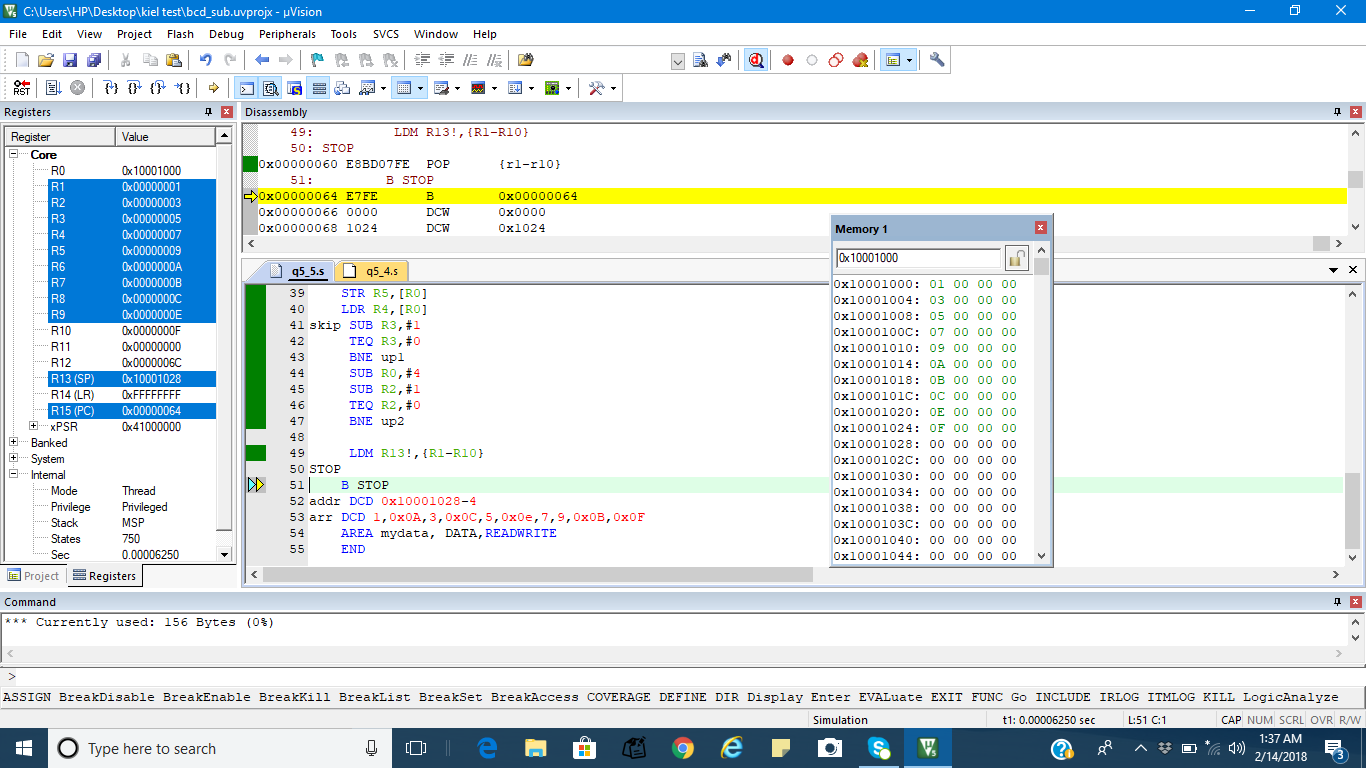 C:\Users\HP\Desktop\kiel test\bcd_sub.uvprojx - µVision
File Edit View Project Flash Debug Peripherals Tools SVCS Window Help
RST
Registers
Register Value
Core
R0 0x10001000
R1 0x00000001
R2 0x00000003
R3 0x00000005
R4 0x00000007
R5 0x00000009
R6 0x0000000A
R7 0x0000000B
R8 0x0000000C
R9 0x0000000E
R10 0x0000000F
R11 0x00000000
R12 0x0000006C
R13 (SP) 0x10001028
R14 (LR) 0xFFFFFFFF
R15 (PC) 0x00000064
xPSR 0x41000000
Banked
System
Internal
Mode Thread
Privilege Privileged
Stack MSP
States 750
Sec 0.00006250
Project Registers
Disassembly
49: LDM R13!,{R1-R10}
50: STOP
0x00000060 E8BD07FE POP {r1-r10}
51: B STOP
0x00000064 E7FE B 0x00000064
0x00000066 0000 DCW 0x0000
0x00000068 1024 DCW 0x1024
q5_5.s q5_4.s
39 STR R5,[R0]
40 LDR R4,[R0]
41 skip SUB R3,#1
42 TEQ R3,#0
43 BNE up1
44 SUB R0,#4
45 SUB R2,#1
46 TEQ R2,#0
47 BNE up2
48
49 LDM R13!,{R1-R10}
50 STOP
51 B STOP
52 addr DCD 0x10001028-4
53 arr DCD 1,0x0A,3,0x0C,5,0x0e,7,9,0x0B,0x0F
54 AREA mydata, DATA,READWRITE
55 END
Memory 1
0x10001000
0x10001000: 01 00 00 00
0x10001004: 03 00 00 00
0x10001008: 05 00 00 00
0x1000100C: 07 00 00 00
0x10001010: 09 00 00 00
0x10001014: 0A 00 00 00
0x10001018: 0B 00 00 00
0x1000101C: 0C 00 00 00
0x10001020: 0E 00 00 00
0x10001024: 0F 00 00 00
0x10001028: 00 00 00 00
0x1000102C: 00 00 00 00
0x10001030: 00 00 00 00
0x10001034: 00 00 00 00
0x10001038: 00 00 00 00
0x1000103C: 00 00 00 00
0x10001040: 00 00 00 00
0x10001044: 00 00 00 00
Command
*** Currently used: 156 Bytes (0%)
>
ASSIGN BreakDisable BreakEnable BreakKill BreakList BreakSet BreakAccess COVERAGE DEFINE DIR Display Enter EVALuate EXIT FUNC Go INCLUDE IRLOG ITMLOG KILL LogicAnalyze
Simulation t1: 0.00006250 sec L:51 C:1 CAP NUM SCRL OVR R/W
Type here to search
1:37 AM
2/14/2018
3